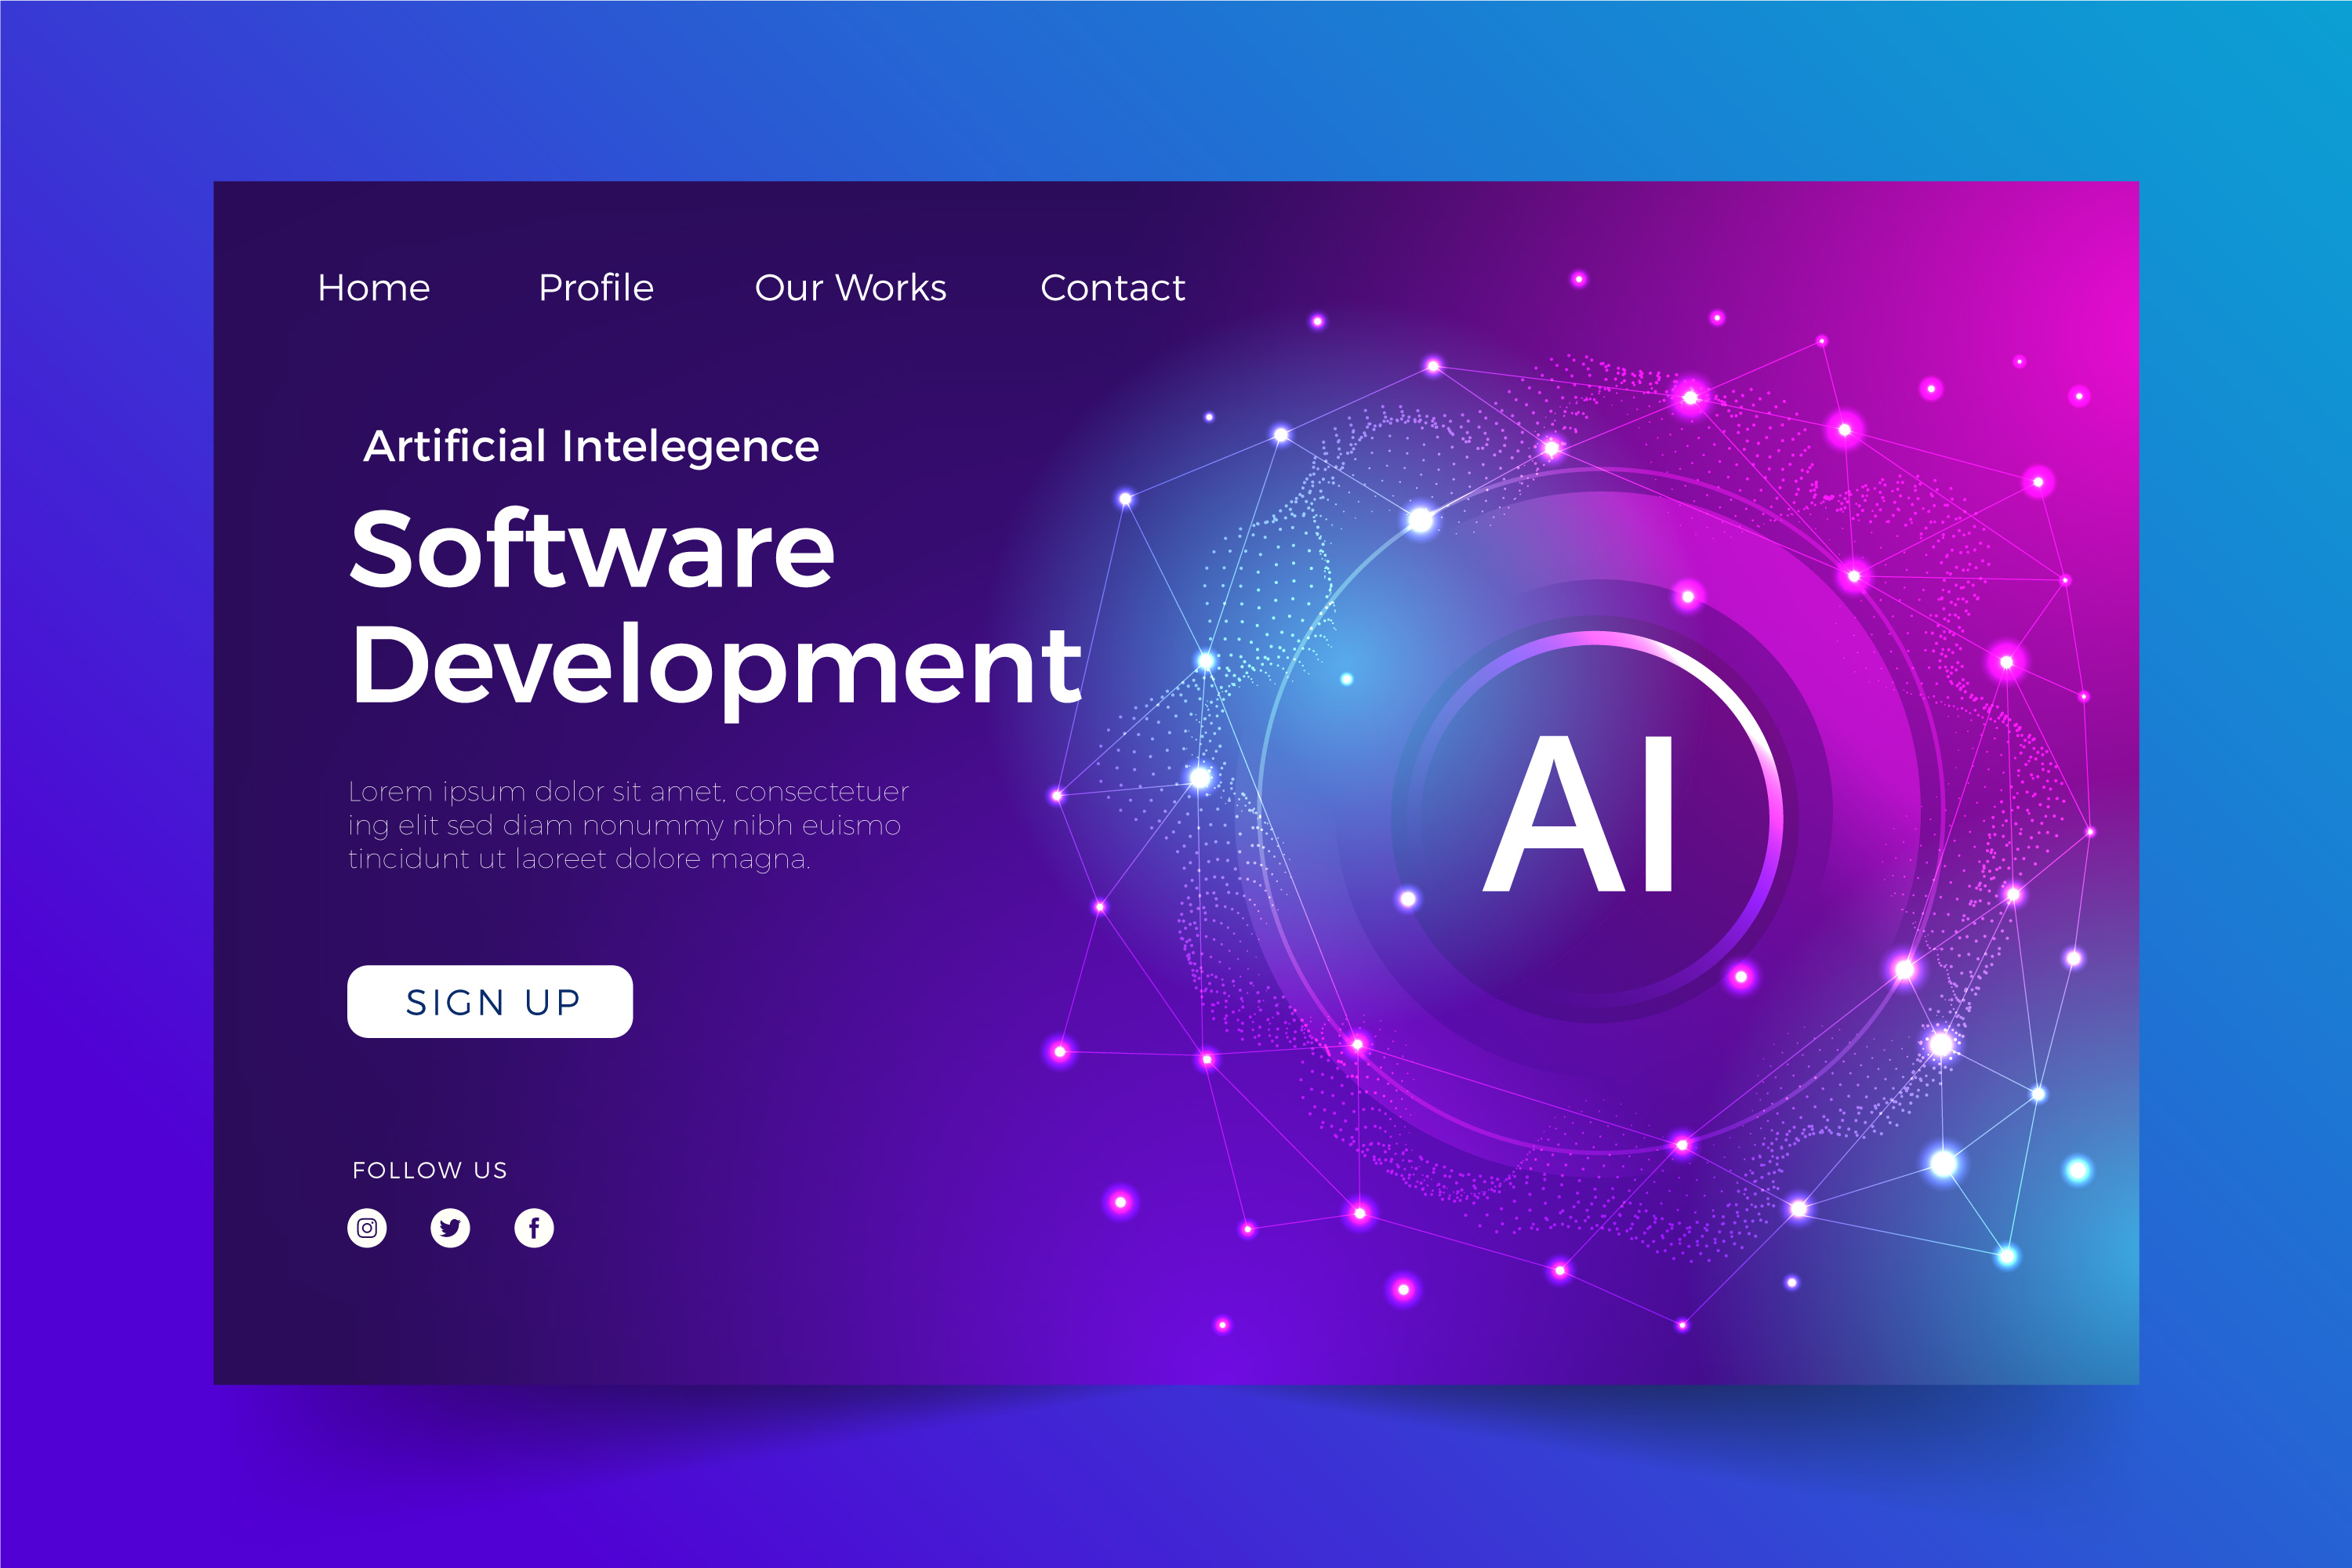 Home Profile Our Works Contact
Artificial Intelegence
Software
Development
Lorem ipsum dolor sit amet, consectetuer
ing elit sed diam nonummy nibh euismo
tincidunt ut laoreet dolore magna.
AI
SIGN UP
FOLLOW US